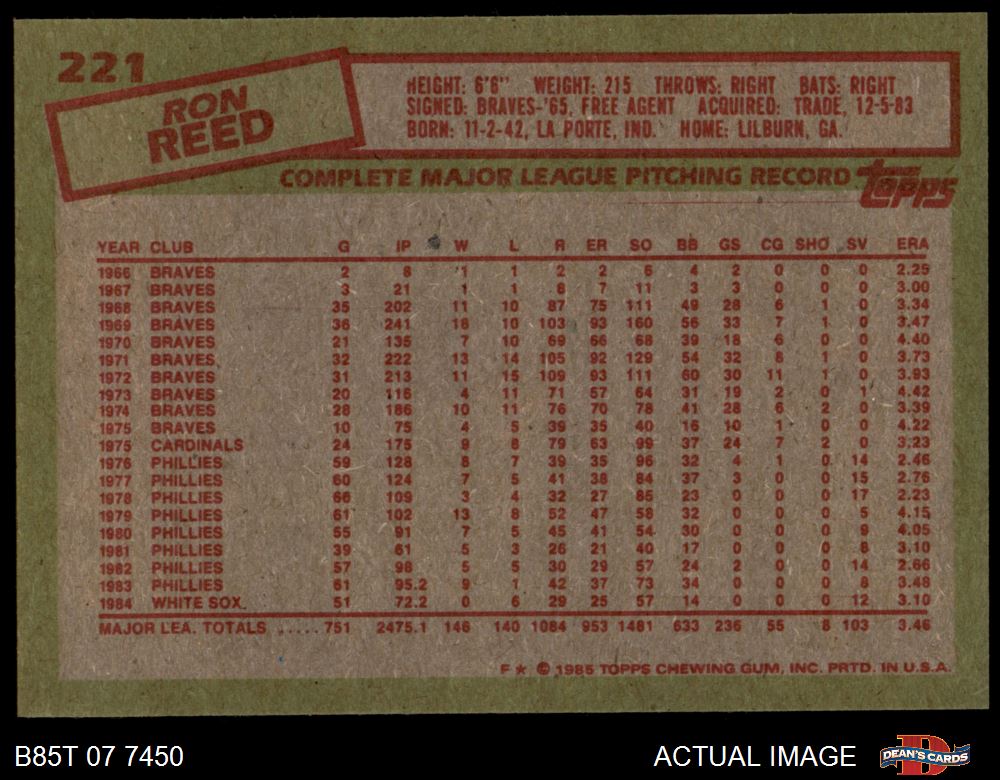 221
RON
REED
HEIGHT: 6'6" WEIGHT: 215 THROWS: RIGHT BATS: RIGHT
SIGNED: BRAVES-'65, FREE AGENT ACQUIRED: TRADE, 12-5-83
BORN: 11-2-42, LA PORTE, IND. HOME: LILBURN, GA.
COMPLETE MAJOR LEAGUE PITCHING RECORD topps
YEAR CLUB G IP W L R ER SO BB GS CG SHO SV ERA
1966 BRAVES 2 8 1 1 2 2 6 4 2 0 0 0 2.25
1967 BRAVES 3 21 1 1 8 7 11 3 3 0 0 0 3.00
1968 BRAVES 35 202 11 10 87 75 111 49 28 6 1 0 3.34
1969 BRAVES 36 241 18 10 103 93 160 56 33 7 1 0 3.47
1970 BRAVES 21 135 7 10 69 66 68 39 18 6 0 0 4.40
1971 BRAVES 32 222 13 14 105 92 129 54 32 8 1 0 3.73
1972 BRAVES 31 213 11 15 109 93 111 60 30 11 1 0 3.93
1973 BRAVES 20 116 4 11 71 57 64 31 19 2 0 1 4.42
1974 BRAVES 28 186 10 11 76 70 78 41 28 6 2 0 3.39
1975 BRAVES 10 75 4 5 39 35 40 16 10 1 0 0 4.22
1975 CARDINALS 24 175 9 8 79 63 99 37 24 7 2 0 3.23
1976 PHILLIES 59 128 8 7 39 35 96 32 4 1 0 14 2.46
1977 PHILLIES 60 124 7 5 41 38 84 37 3 0 0 15 2.76
1978 PHILLIES 66 109 3 4 32 27 85 23 0 0 0 17 2.23
1979 PHILLIES 61 102 13 8 52 47 58 32 0 0 0 5 4.15
1980 PHILLIES 55 91 7 5 45 41 54 30 0 0 0 9 4.05
1981 PHILLIES 39 61 5 3 26 21 40 17 0 0 0 8 3.10
1982 PHILLIES 57 98 5 5 30 29 57 24 2 0 0 14 2.66
1983 PHILLIES 61 95.2 9 1 42 37 73 34 0 0 0 8 3.48
1984 WHITE SOX 51 72.2 0 6 29 25 57 14 0 0 0 12 3.10
MAJOR LEA. TOTALS ..... 751 2475.1 146 140 1084 953 1481 633 236 55 8 103 3.46
F ★ © 1985 TOPPS CHEWING GUM, INC. PRTD. IN U.S.A.
B85T 07 7450 ACTUAL IMAGE DEAN'S CARDS